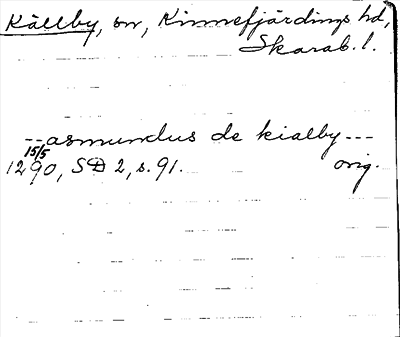 Källby, sn, Kinnefjärdings hd,
Skarab. l.
--asmundus de kialby---
15/5
1290, SD 2, s. 91. orig.